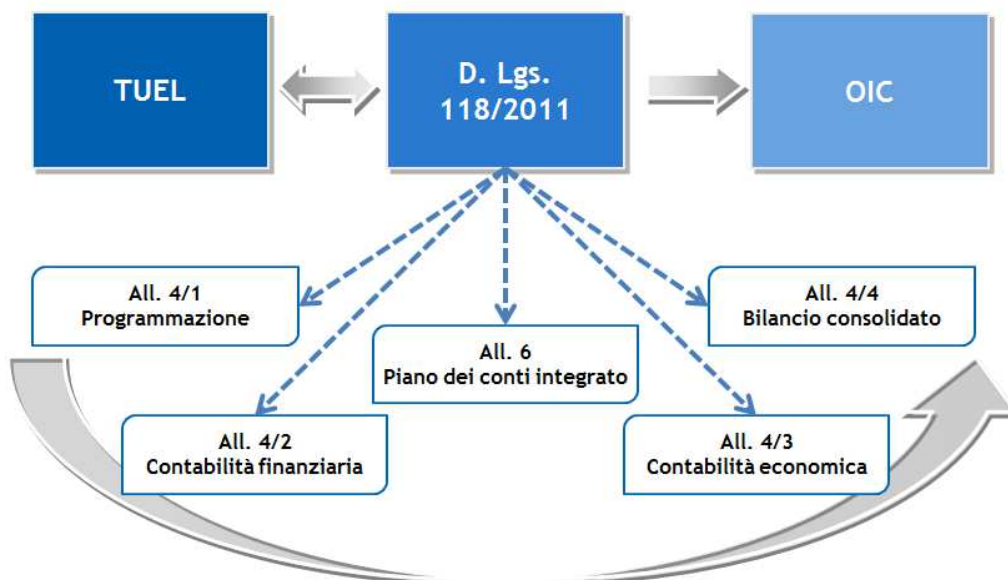 TUEL
D. Lgs.
118/2011
OIC
All. 4/1
Programmazione
All. 4/4
Bilancio consolidato
All. 6
Piano dei conti integrato
All. 4/2
Contabilità finanziaria
All. 4/3
Contabilità economica